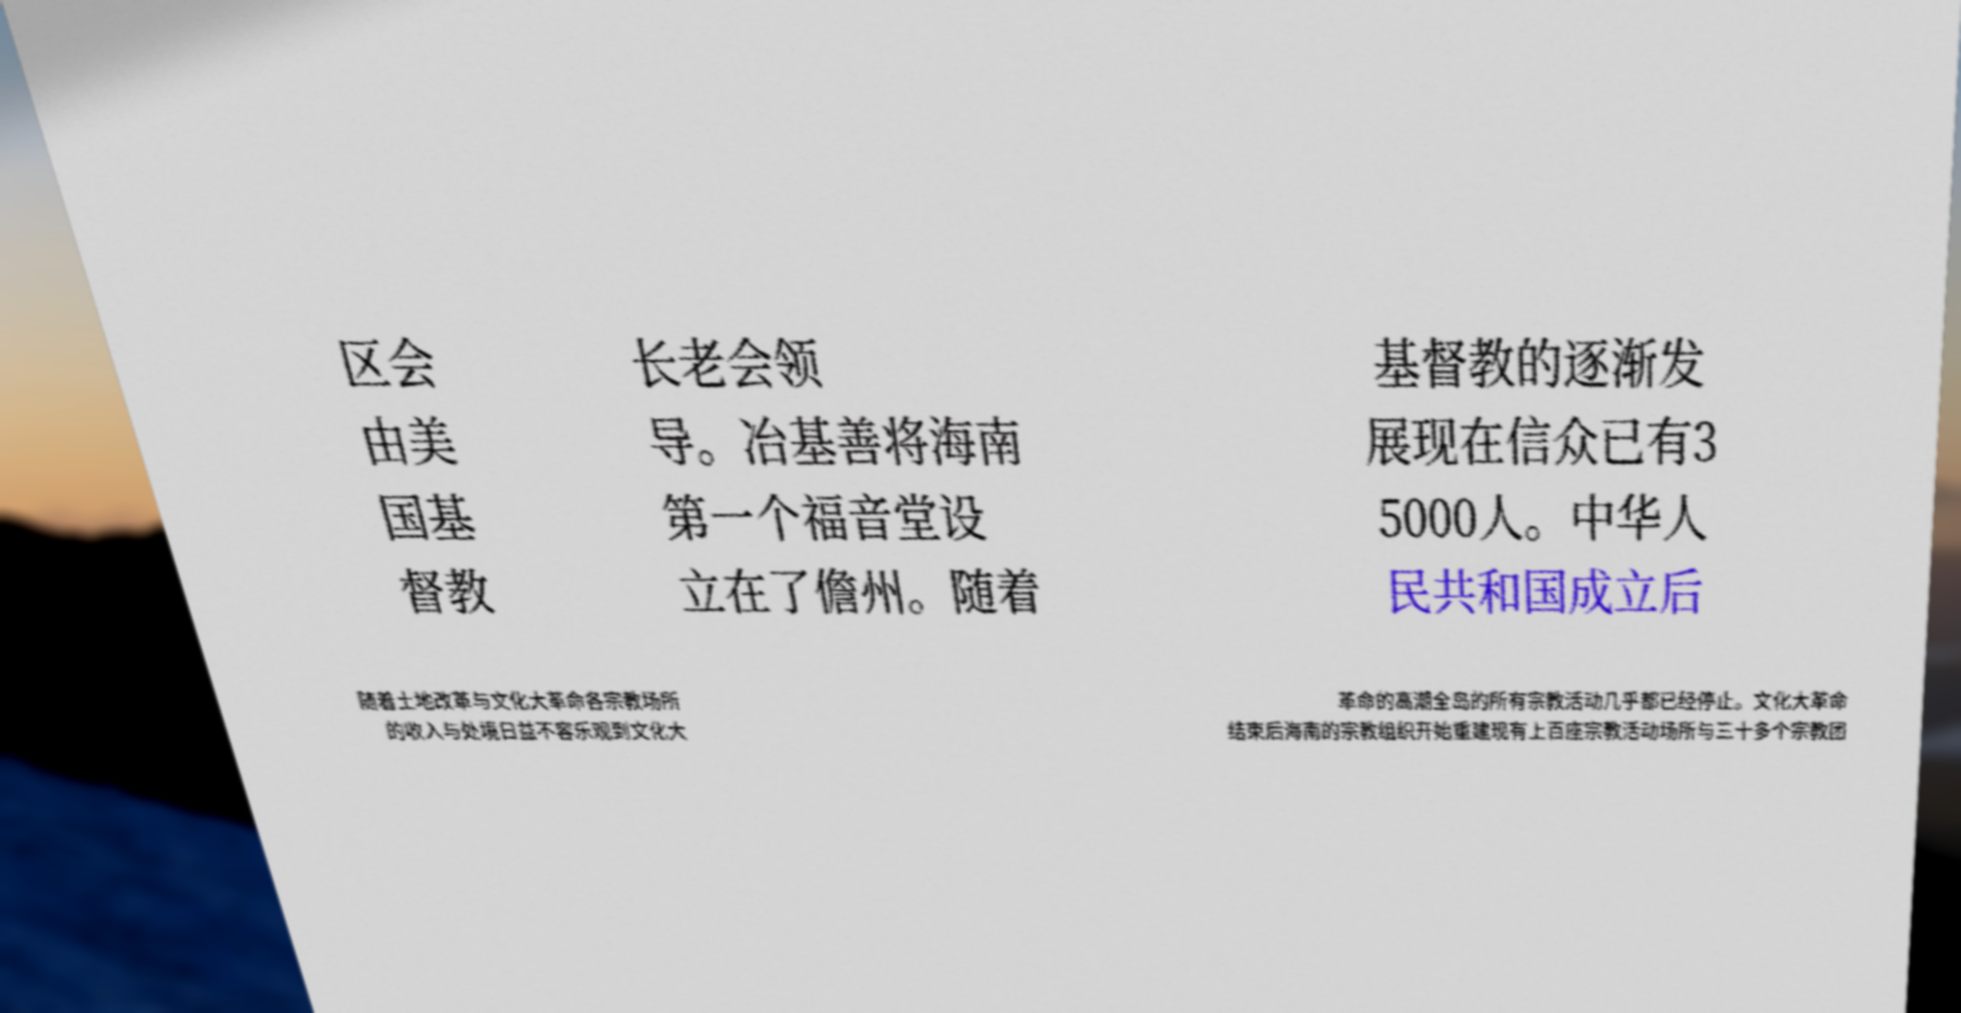 区会
由美
国基
督教
长老会领
导。冶基善将海南
第一个福音堂设
立在了儋州。随着
基督教的逐渐发
展现在信众已有3
5000人。中华人
民共和国成立后
随着土地改革与文化大革命各宗教场所
的收入与处境日益不容乐观到文化大
革命的高潮全岛的所有宗教活动几乎都已经停止。文化大革命
结束后海南的宗教组织开始重建现有上百座宗教活动场所与三十多个宗教团